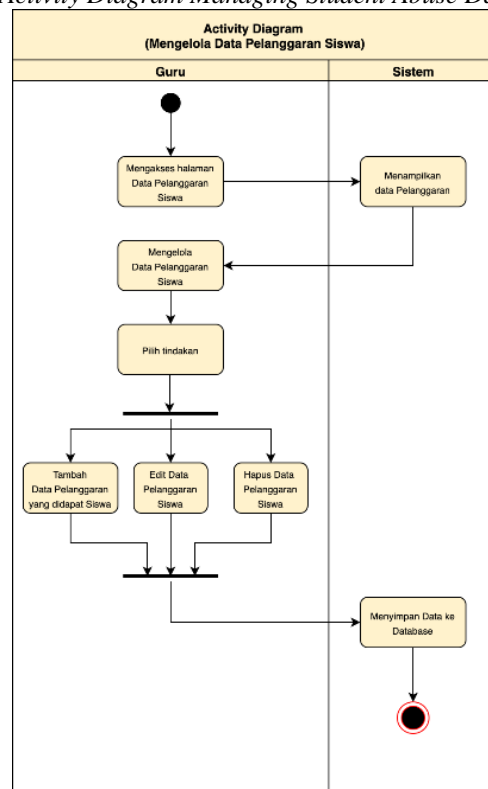 Activity Diagram Managing Student Abuse Da
Activity Diagram
(Mengelola Data Pelanggaran Siswa)
Guru
Sistem
Mengakses halaman
Data Pelanggaran
Siswa
Menampilkan
data Pelanggaran
Mengelola
Data Pelanggaran
Siswa
Pilih tindakan
Tambah
Data Pelanggaran
yang didapat Siswa
Edit Data
Pelanggaran
Siswa
Hapus Data
Pelanggaran
Siswa
Menyimpan Data ke
Database